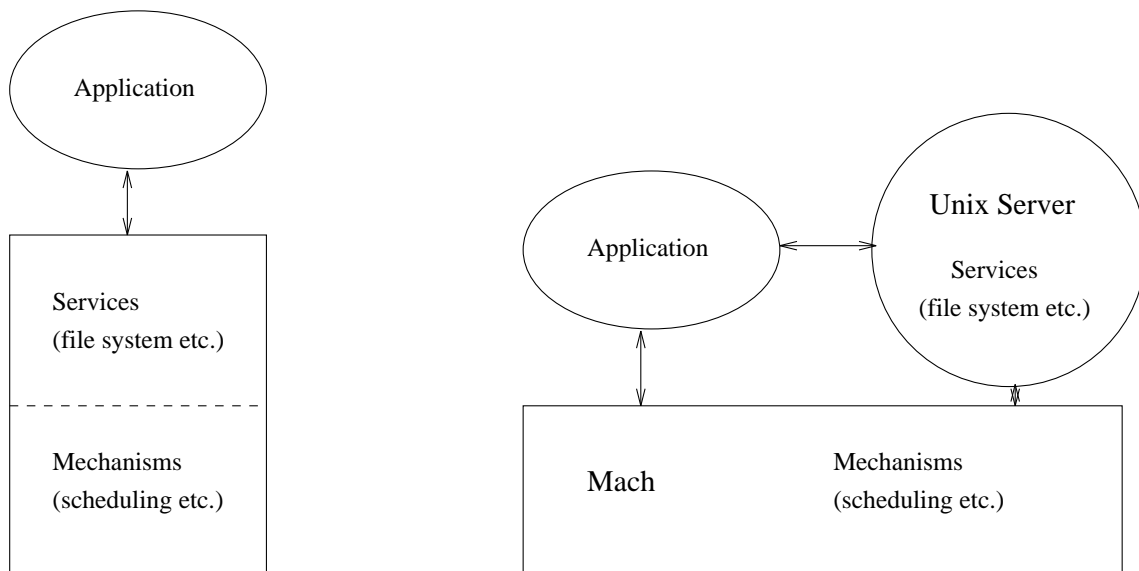 Application
Services
(file system etc.)
Mechanisms
(scheduling etc.)
Application
Unix Server
Services
(file system etc.)
Mach
Mechanisms
(scheduling etc.)